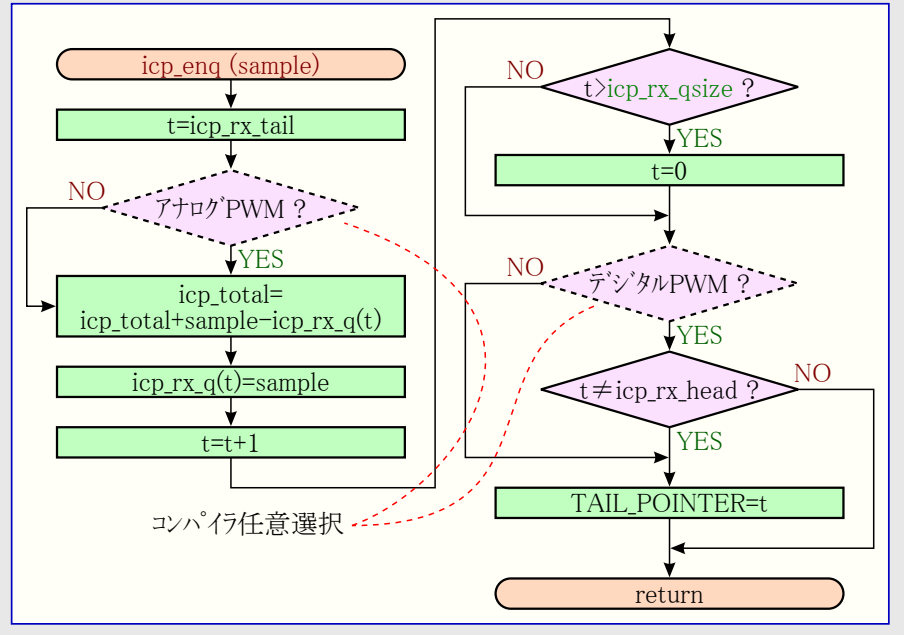 icp_enq (sample)
t=icp_rx_tail
アナログPWM ?
NO
YES
icp_total=
icp_total+sample−icp_rx_q(t)
icp_rx_q(t)=sample
t=t+1
コンパイラ任意選択
t>icp_rx_qsize ?
NO
YES
t=0
デジタルPWM ?
NO
YES
t≠icp_rx_head ?
NO
YES
TAIL_POINTER=t
return